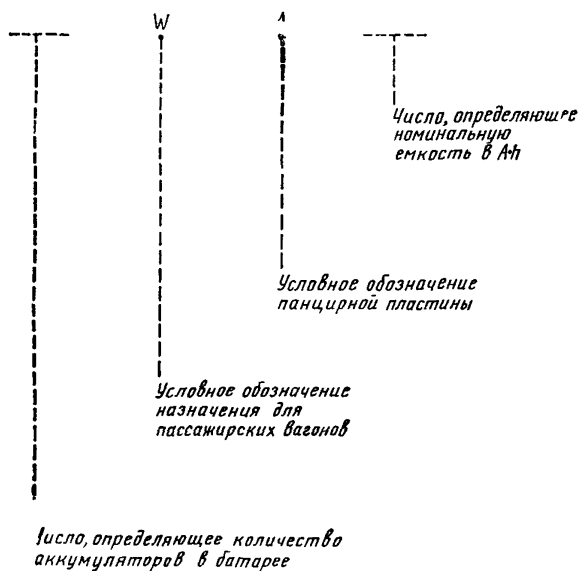 W
Число, определяющее
номинальную
емкость в А·h
Условное обозначение
панцирной пластины
Условное обозначение
назначения для
пассажирских вагонов
Число, определяющее количество
аккумуляторов в батарее